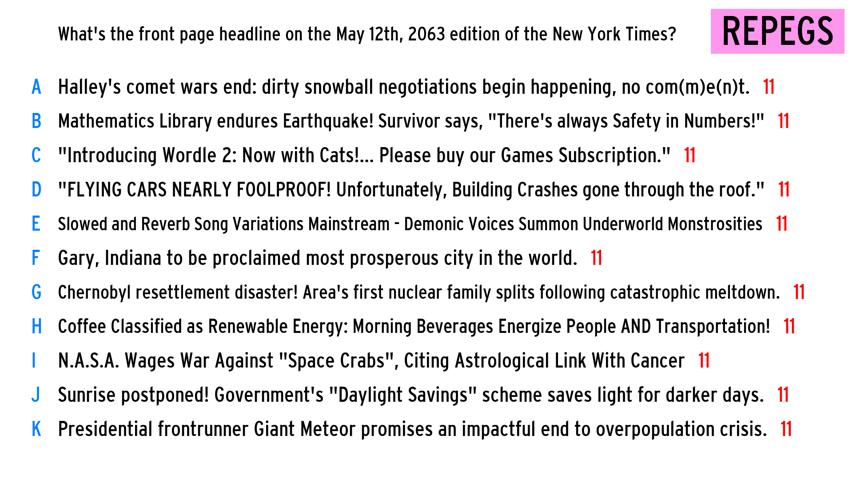 What's the front page headline on the May 12th, 2063 edition of the New York Times?
REPEGS
A Halley's comet wars end: dirty snowball negotiations begin happening, no com(m)e(n)t. 11
B Mathematics Library endures Earthquake! Survivor says, "There's always Safety in Numbers!" 11
C "Introducing Wordle 2: Now with Cats!... Please buy our Games Subscription." 11
D "FLYING CARS NEARLY FOOLPROOF! Unfortunately, Building Crashes gone through the roof." 11
E Slowed and Reverb Song Variations Mainstream - Demonic Voices Summon Underworld Monstrosities 11
F Gary, Indiana to be proclaimed most prosperous city in the world. 11
G Chernobyl resettlement disaster! Area's first nuclear family splits following catastrophic meltdown. 11
H Coffee Classified as Renewable Energy: Morning Beverages Energize People AND Transportation! 11
I N.A.S.A. Wages War Against "Space Crabs", Citing Astrological Link With Cancer 11
J Sunrise postponed! Government's "Daylight Savings" scheme saves light for darker days. 11
K Presidential frontrunner Giant Meteor promises an impactful end to overpopulation crisis. 11